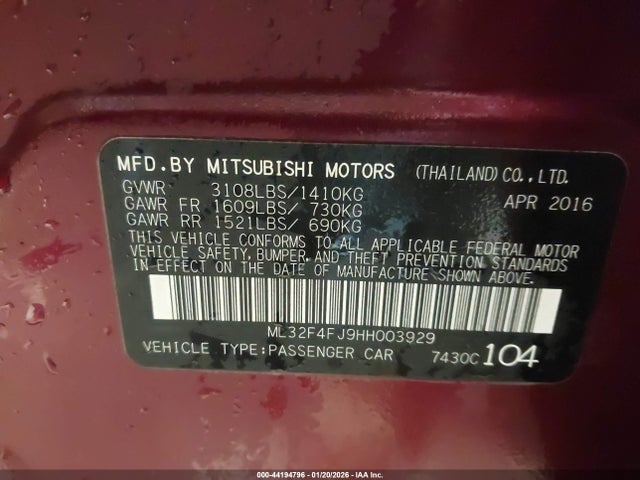 MFD.BY MITSUBISHI MOTORS (THAILAND)CO.,LTD.
GVWR 3108LBS/1410KG APR 2016
GAWR FR 1609LBS/ 730KG
GAWR RR 1521LBS/ 690KG
THIS VEHICLE CONFORMS TO ALL APPLICABLE FEDERAL MOTOR
VEHICLE SAFETY, BUMPER, AND THEFT PREVENTION STANDARDS
IN-EFFECT ON THE DATE OF MANUFACTURE SHOWN ABOVE.
ML32F4FJ9HH003929
VEHICLE TYPE:PASSENGER CAR 7430C 104
000-44194796 - 01/20/2026 - IAA Inc.